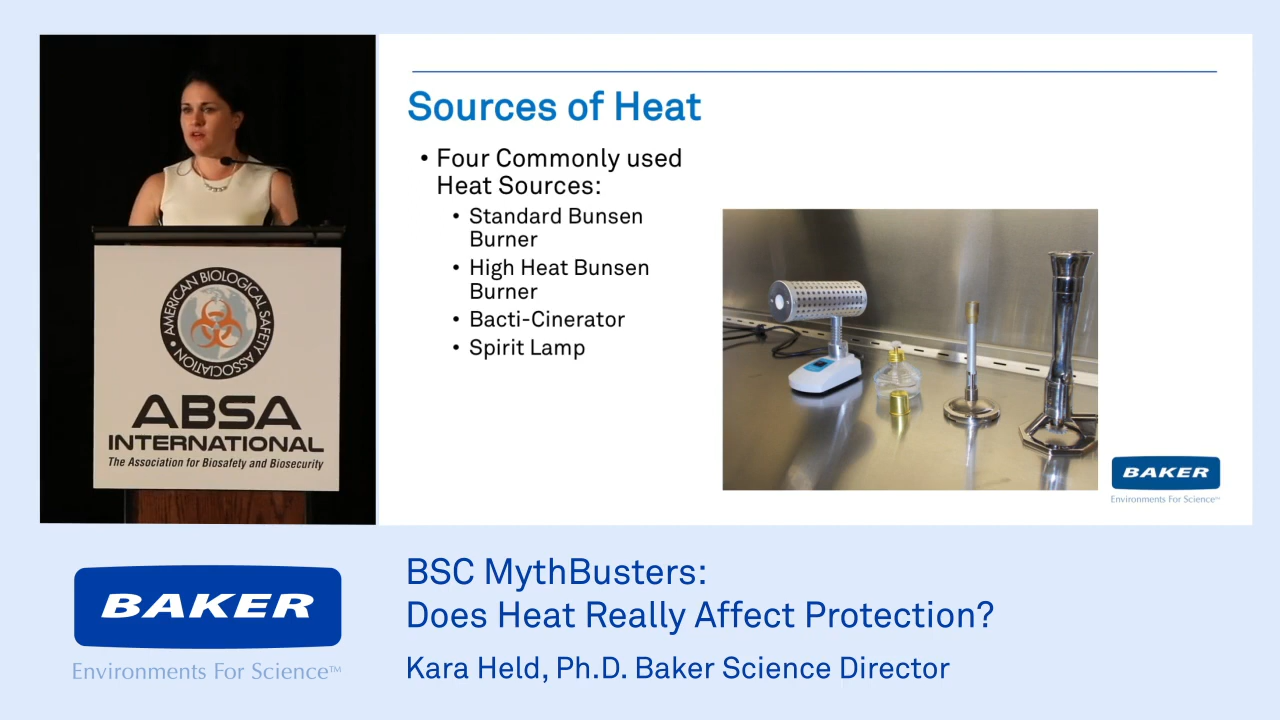 AMERICAN BIOLOGICAL SAFETY ASSOCIATION
ABSA
INTERNATIONAL
The Association for Biosafety and Biosecurity
Sources of Heat
• Four Commonly used
Heat Sources:
• Standard Bunsen
Burner
• High Heat Bunsen
Burner
• Bacti-Cinerator
• Spirit Lamp
BAKER
Environments For Science℠
BAKER
Environments For Science™
BSC MythBusters:
Does Heat Really Affect Protection?
Kara Held, Ph.D. Baker Science Director